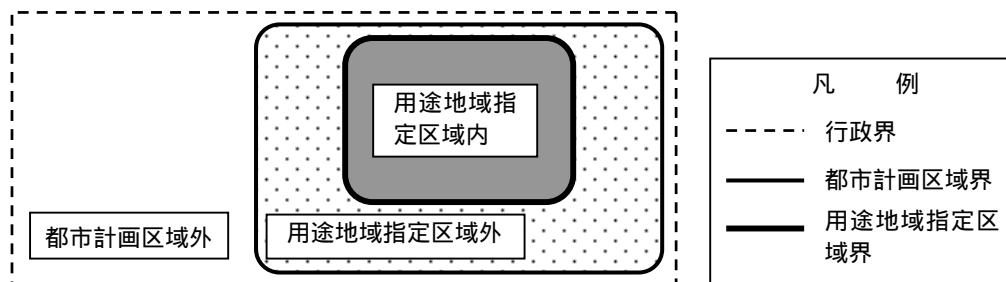 用途地域指
定区域内
都市計画区域外
用途地域指定区域外
凡 例
行政界
都市計画区域界
用途地域指定区
域界